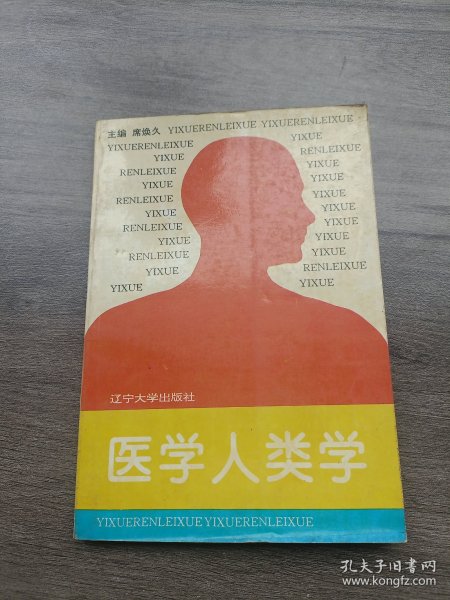 主编 席焕久 YIXUERENLEIXUE YIXUERENLEIXUE
YIXUERENLEIXUE YIXUE
YIXUE RENLEIXUE
RENLEIXUE YIXUE
YIXUE YIXUE
RENLEIXUE YIXUE
YIXUE YIXUE
RENLEIXUE YIXUE
YIXUE YIXUE
RENLEIXUE YIXUE
YIXUE RENLEIXUE
YIXUE YIXUE
辽宁大学出版社
医学人类学
YIXUERENLEIXUEYIXUERENLEIXUE
孔夫子旧书网
www.kongfz.com